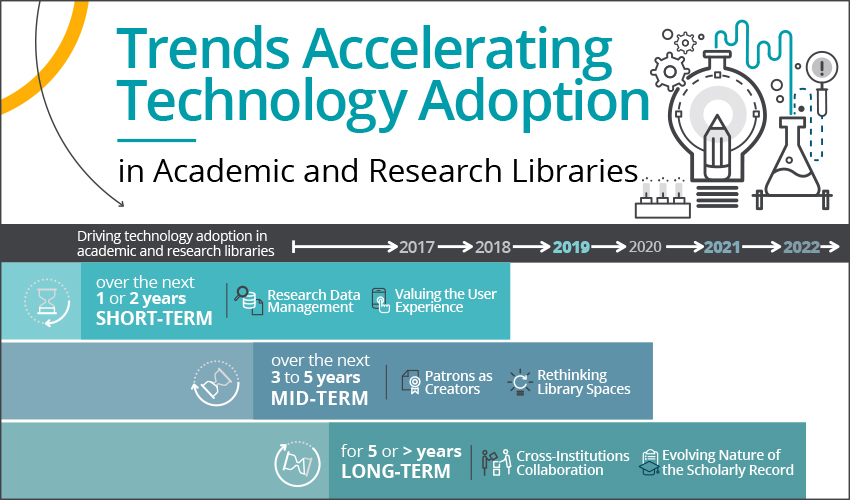 Trends Accelerating
Technology Adoption
in Academic and Research Libraries
Driving technology adoption in
academic and research libraries
2017
2018
2019
2020
2021
2022
over the next
1 or 2 years
SHORT-TERM
Research Data
Management
Valuing the User
Experience
over the next
3 to 5 years
MID-TERM
Patrons as
Creators
Rethinking
Library Spaces
for 5 or > years
LONG-TERM
Cross-Institutions
Collaboration
Evolving Nature of
the Scholarly Record